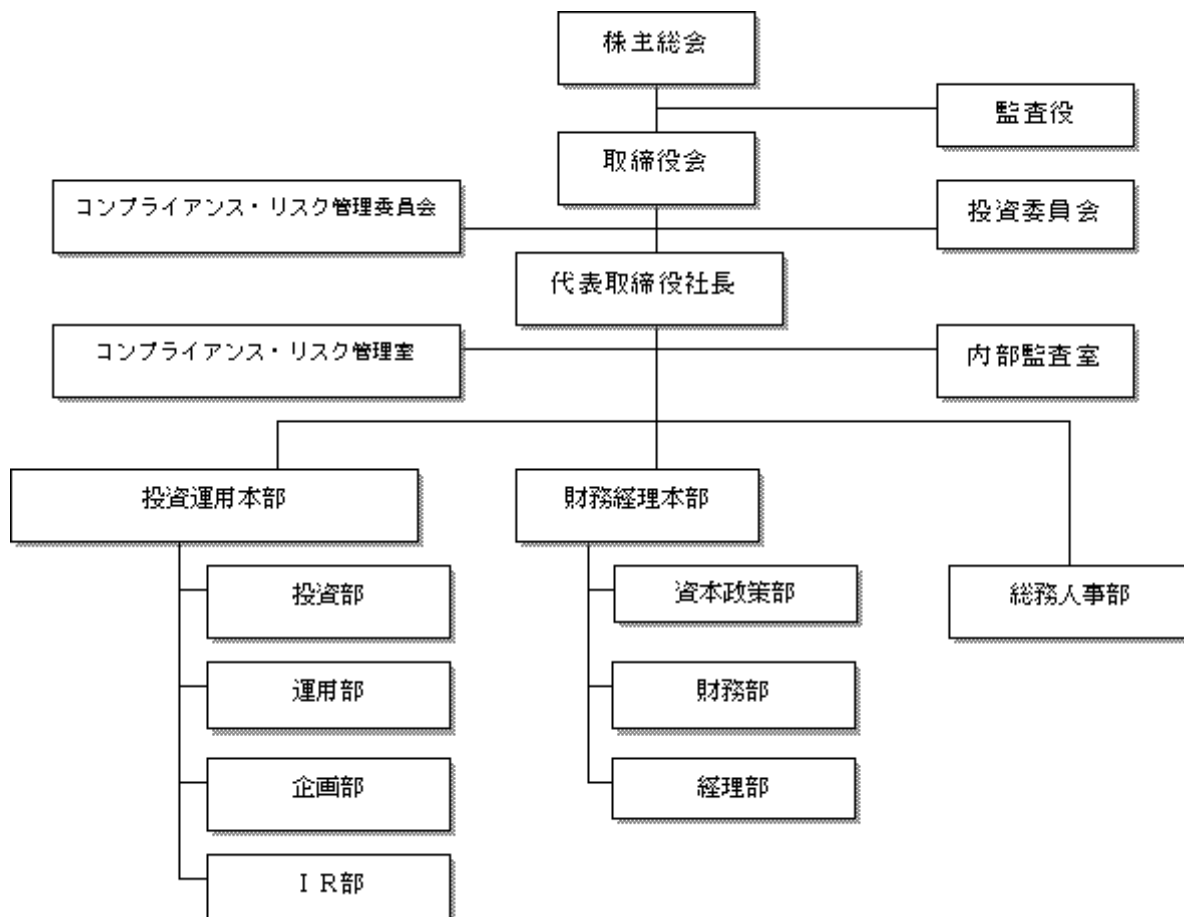 株主総会
監査役
取締役会
コンプライアンス・リスク管理委員会
投資委員会
代表取締役社長
コンプライアンス・リスク管理室
内部監査室
投資運用本部
財務経理本部
投資部
資本政策部
総務人事部
運用部
財務部
企画部
経理部
ＩＲ部